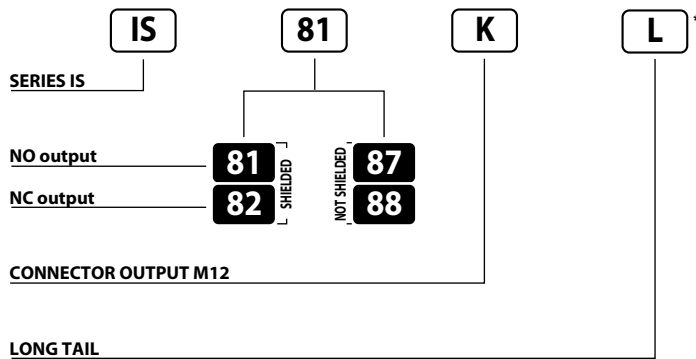 IS 81 K L *
SERIES IS
NO output 81 87
NC output 82 88
SHIELDED
NOT SHIELDED
CONNECTOR OUTPUT M12
LONG TAIL